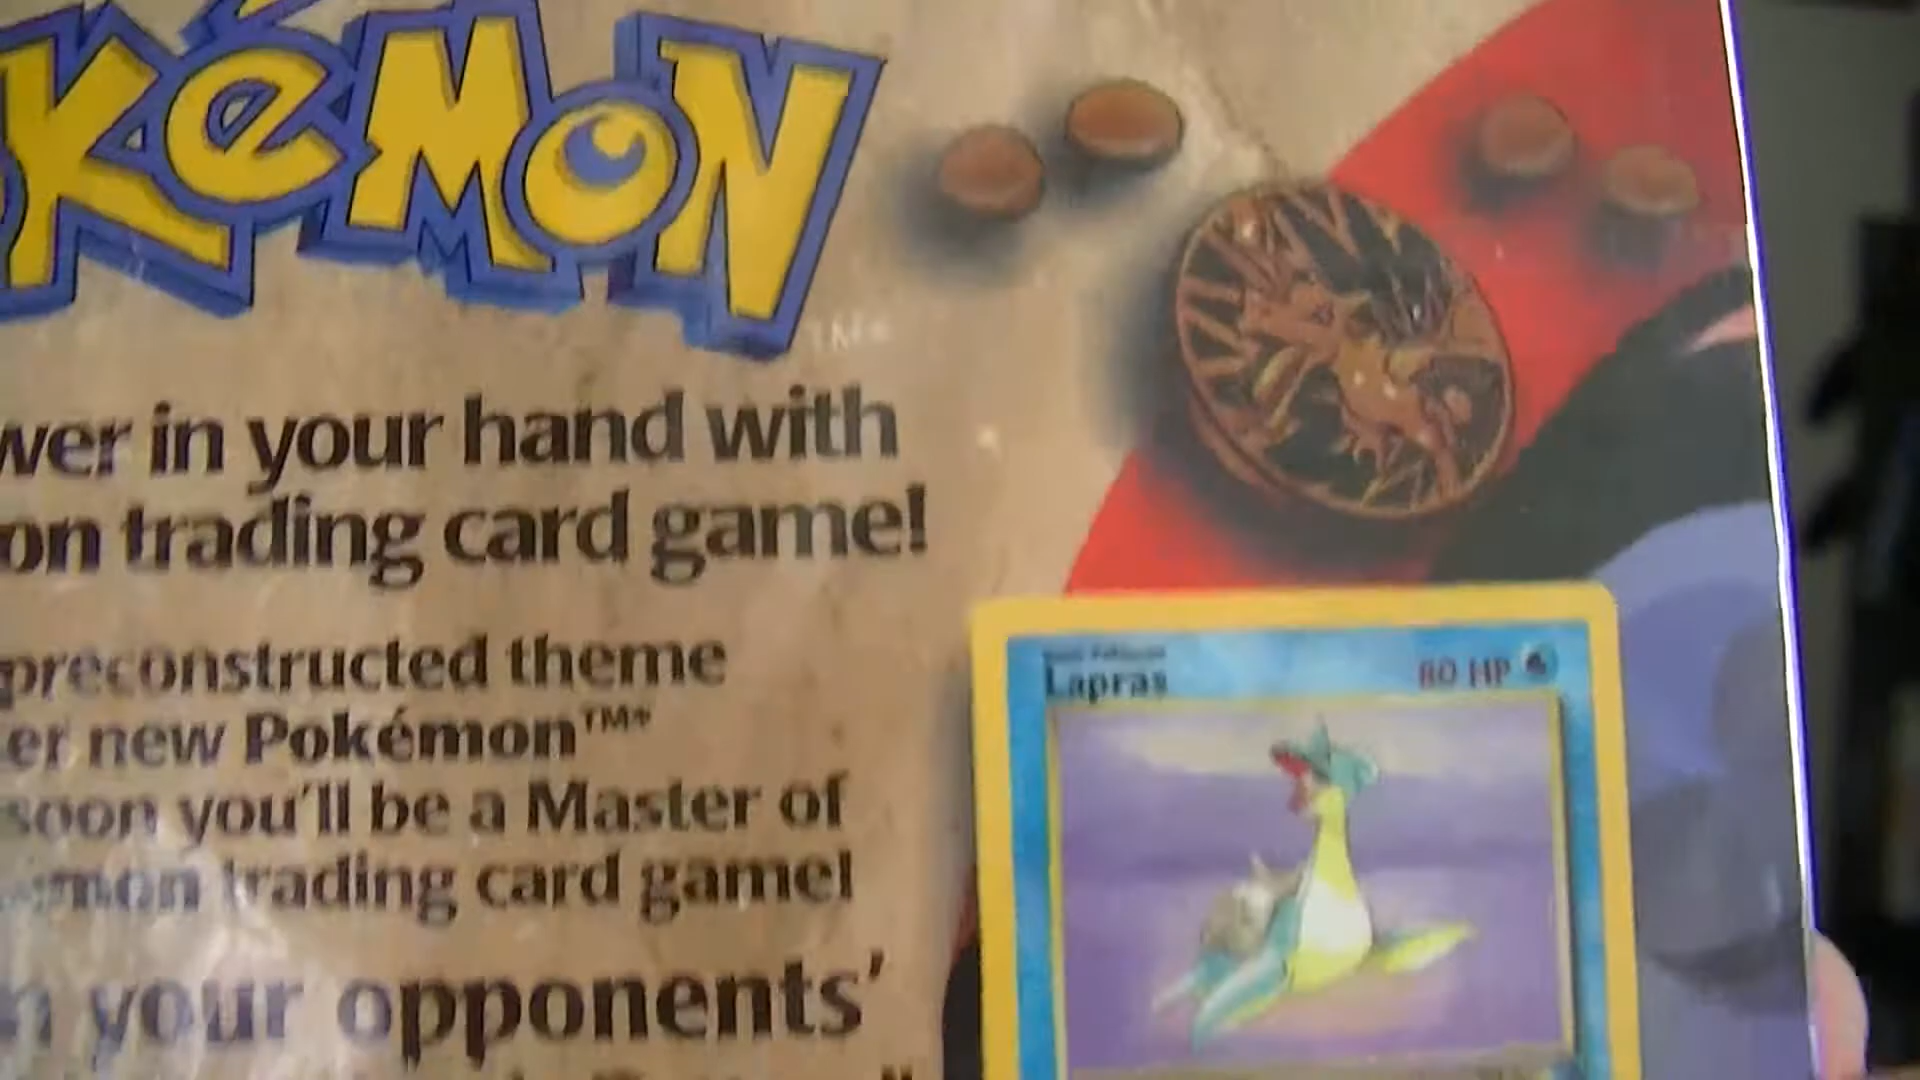 Kémon
wer in your hand with
on trading card game!
preconstructed theme
er new Pokémon™*
soon you'll be a Master of
mon trading card game!
your opponents'
Lapras 80 HP